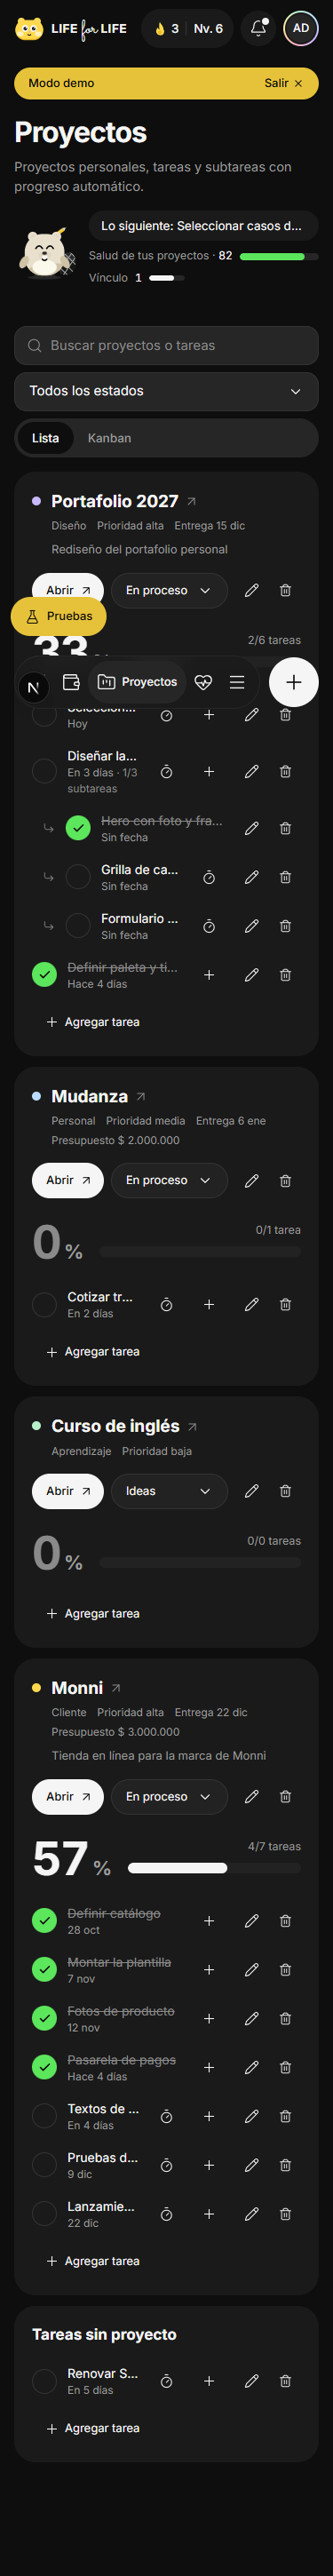 LIFE for LIFE
3
Nv. 6
AD
Modo demo
Salir
Proyectos
Proyectos personales, tareas y subtareas con
progreso automático.
Lo siguiente: Seleccionar casos d...
Salud de tus proyectos · 82
Vínculo 1
Buscar proyectos o tareas
Todos los estados
Lista
Kanban
Portafolio 2027
Diseño Prioridad alta Entrega 15 dic
Rediseño del portafolio personal
Abrir
En proceso
Pruebas
33
2/6 tareas
N
Proyectos
Hoy
Diseñar la...
En 3 días · 1/3
subtareas
Hero con foto y fra...
Sin fecha
Grilla de ca...
Sin fecha
Formulario ...
Sin fecha
Definir paleta y ti...
Hace 4 días
Agregar tarea
Mudanza
Personal Prioridad media Entrega 6 ene
Presupuesto $ 2.000.000
Abrir
En proceso
0%
0/1 tarea
Cotizar tr...
En 2 días
Agregar tarea
Curso de inglés
Aprendizaje Prioridad baja
Abrir
Ideas
0%
0/0 tareas
Agregar tarea
Monni
Cliente Prioridad alta Entrega 22 dic
Presupuesto $ 3.000.000
Tienda en línea para la marca de Monni
Abrir
En proceso
57%
4/7 tareas
Definir catálogo
28 oct
Montar la plantilla
7 nov
Fotos de producto
12 nov
Pasarela de pagos
Hace 4 días
Textos de ...
En 4 días
Pruebas d...
9 dic
Lanzamie...
22 dic
Agregar tarea
Tareas sin proyecto
Renovar S...
En 5 días
Agregar tarea